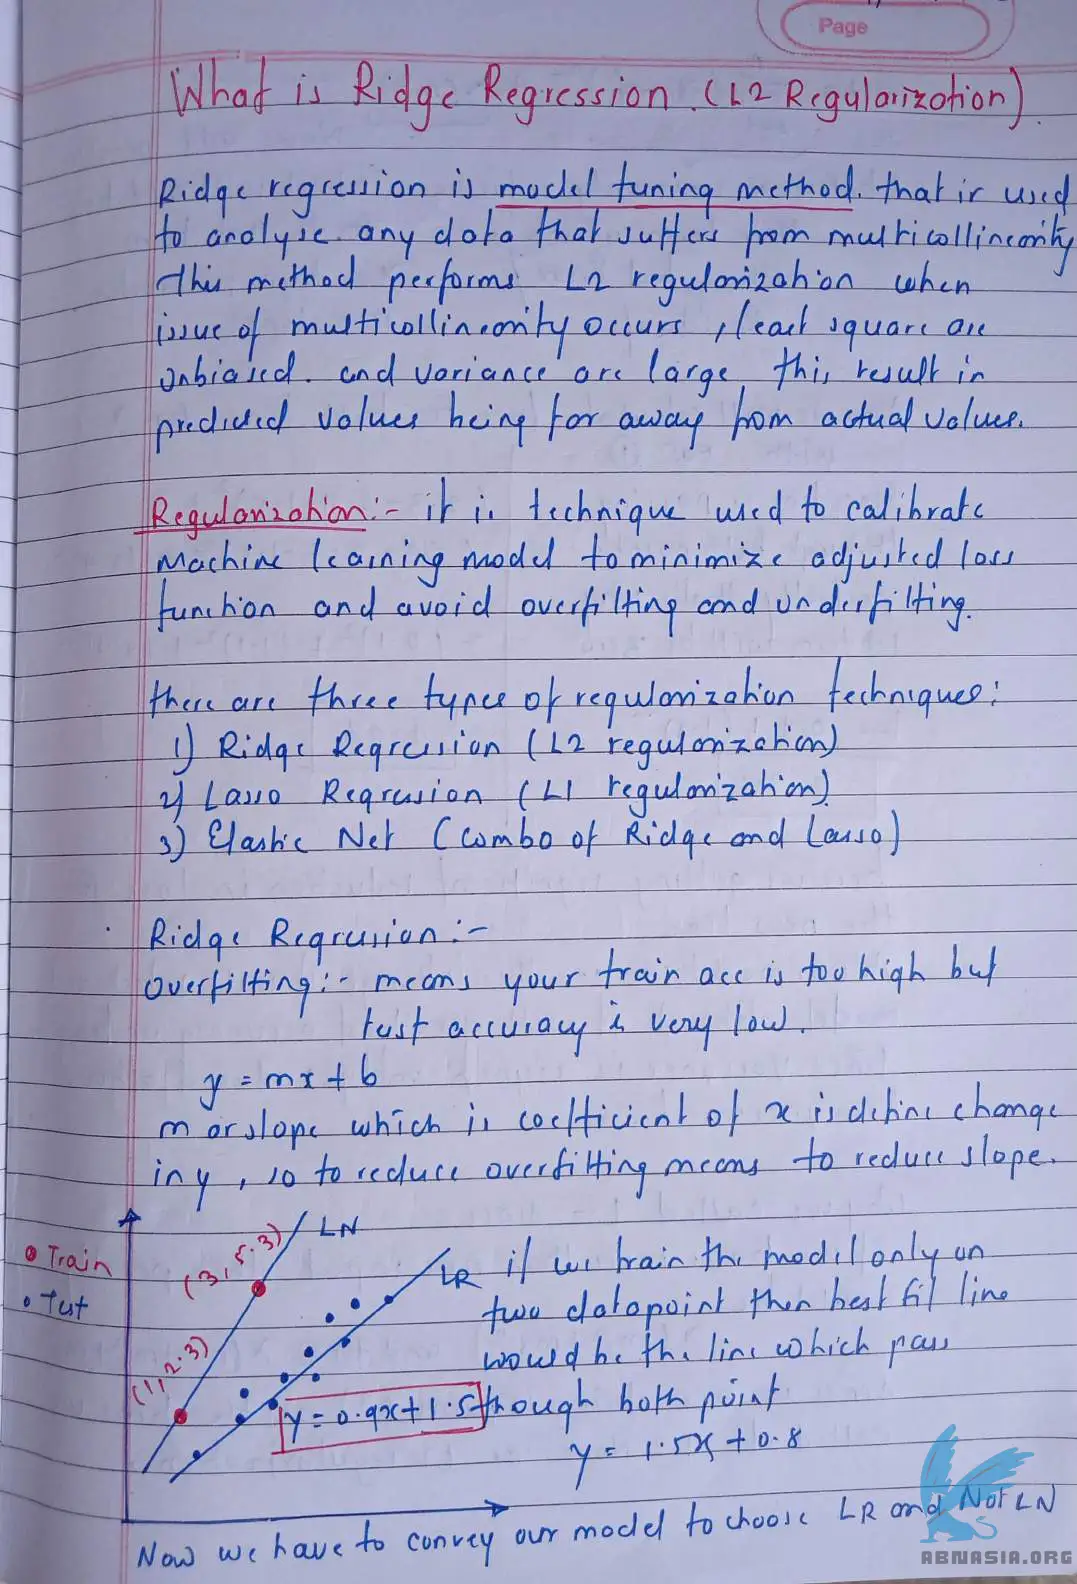 Page
What is Ridge Regression. (L2 Regularization).
Ridge regression is model tuning method. that is used
to analyse any data that suffers from multicollinearity
this method performs L2 regularization when
issue of multicollinearity occurs, least square are
unbiased. and variance are large, this result in
predicted values being far away from actual values.
Regularization:- it is technique used to calibrate
Machine learning model to minimize adjusted loss
function and avoid overfitting and underfitting.
there are three types of regularization techniques:
1) Ridge Regression (L2 regularization)
2) Lasso Regression (L1 regularization)
3) Elastic Net (Combo of Ridge and Lasso)
Ridge Regression:-
Overfitting:- means your train acc is too high but
test accuracy is very low.
y = mx + b
m or slope which is coefficient of x is define change
in y, so to reduce overfitting means to reduce slope.
Train
Test
(3, 5.3)
(1, 2.3)
LN
LR
if we train the model only on
two datapoint then best fit line
would be the line which pass
y = 0.9x + 1.5
though both point
y = 1.5x + 0.8
Now we have to convey our model to choose LR and Not LN
ABNASIA.ORG